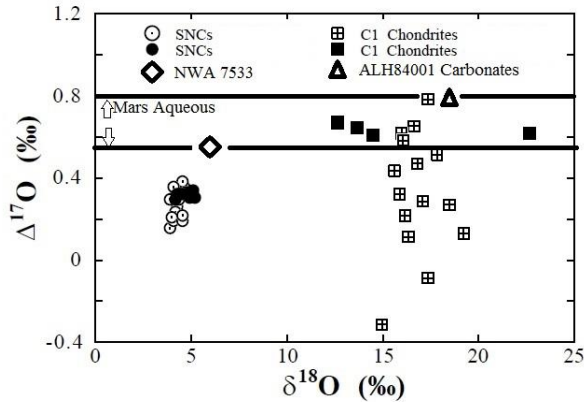 1.2
SNCs
C1 Chondrites
SNCs
C1 Chondrites
NWA 7533
ALH84001 Carbonates
0.8
Mars Aqueous
Δ¹⁷O (‰)
0.4
0
-0.4
0 5 10 15 20 25
δ¹⁸O (‰)